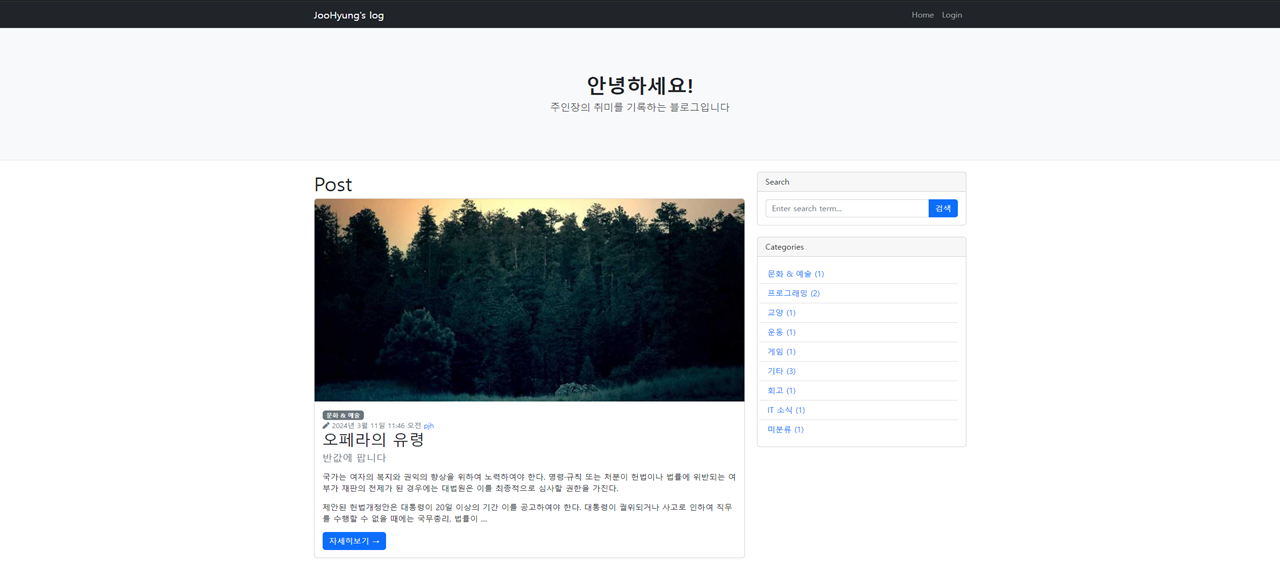 JooHyung's log
Home
Login
안녕하세요!
주인장의 취미를 기록하는 블로그입니다
Post
문화 & 예술
2024년 3월 11일 11:46 오전 pjh
오페라의 유령
반값에 팝니다
국가는 여자의 복지와 권익의 향상을 위하여 노력하여야 한다. 명령·규칙 또는 처분이 헌법이나 법률에 위반되는 여
부가 재판의 전제가 된 경우에는 대법원은 이를 최종적으로 심사할 권한을 가진다.
제안된 헌법개정안은 대통령이 20일 이상의 기간 이를 공고하여야 한다. 대통령이 궐위되거나 사고로 인하여 직무
를 수행할 수 없을 때에는 국무총리, 법률이 ...
자세히보기 →
Search
Enter search term...
검색
Categories
문화 & 예술 (1)
프로그래밍 (2)
교양 (1)
운동 (1)
게임 (1)
기타 (3)
회고 (1)
IT 소식 (1)
미분류 (1)